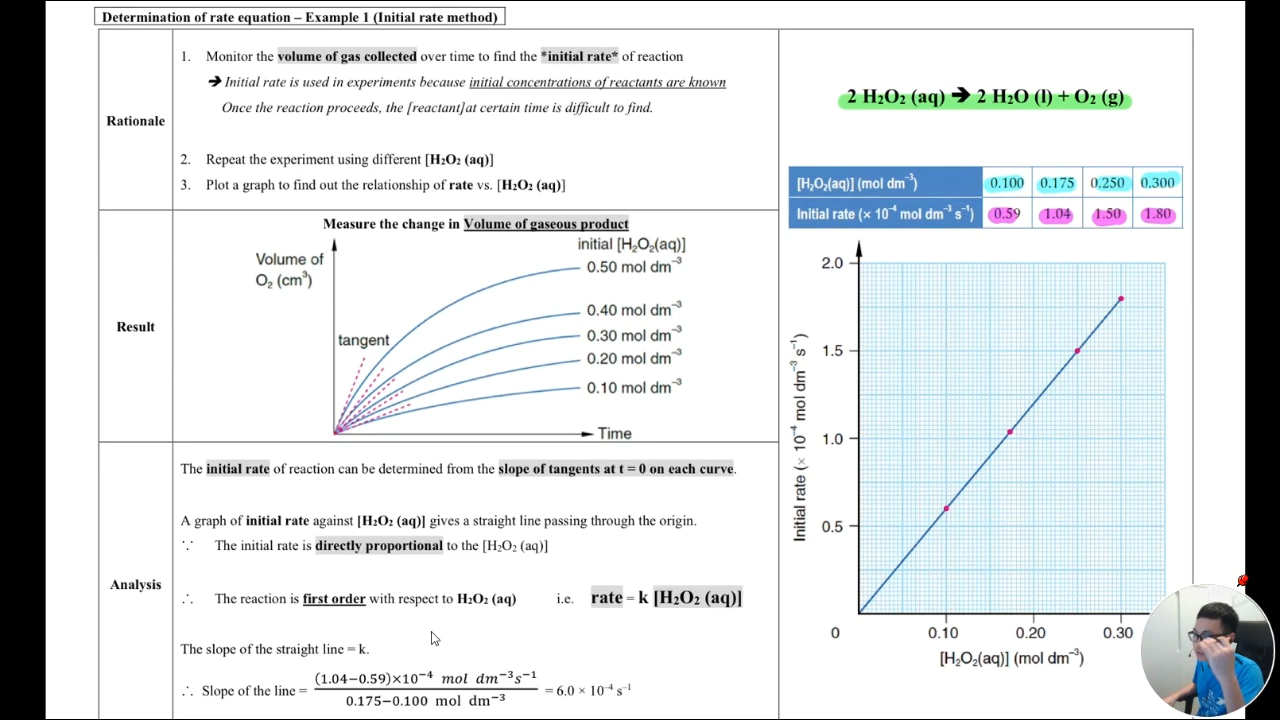 Determination of rate equation – Example 1 (Initial rate method)
Rationale
1. Monitor the volume of gas collected over time to find the *initial rate* of reaction
➔ Initial rate is used in experiments because initial concentrations of reactants are known
Once the reaction proceeds, the [reactant]at certain time is difficult to find.
2. Repeat the experiment using different [H₂O₂ (aq)]
3. Plot a graph to find out the relationship of rate vs. [H₂O₂ (aq)]
2 H₂O₂ (aq) ➔ 2 H₂O (l) + O₂ (g)
[H₂O₂(aq)] (mol dm⁻³) 0.100 0.175 0.250 0.300
Initial rate (× 10⁻⁴ mol dm⁻³ s⁻¹) 0.59 1.04 1.50 1.80
Result
Measure the change in Volume of gaseous product
Volume of
O₂ (cm³)
initial [H₂O₂(aq)]
0.50 mol dm⁻³
0.40 mol dm⁻³
0.30 mol dm⁻³
0.20 mol dm⁻³
0.10 mol dm⁻³
tangent
Time
Initial rate (× 10⁻⁴ mol dm⁻³ s⁻¹)
2.0
1.5
1.0
0.5
0 0.10 0.20 0.30
[H₂O₂(aq)] (mol dm⁻³)
Analysis
The initial rate of reaction can be determined from the slope of tangents at t = 0 on each curve.
A graph of initial rate against [H₂O₂ (aq)] gives a straight line passing through the origin.
∵ The initial rate is directly proportional to the [H₂O₂ (aq)]
∴ The reaction is first order with respect to H₂O₂ (aq) i.e. rate = k [H₂O₂ (aq)]
The slope of the straight line = k.
∴ Slope of the line = (1.04−0.59)×10⁻⁴ mol dm⁻³s⁻¹ / 0.175−0.100 mol dm⁻³ = 6.0 × 10⁻⁴ s⁻¹